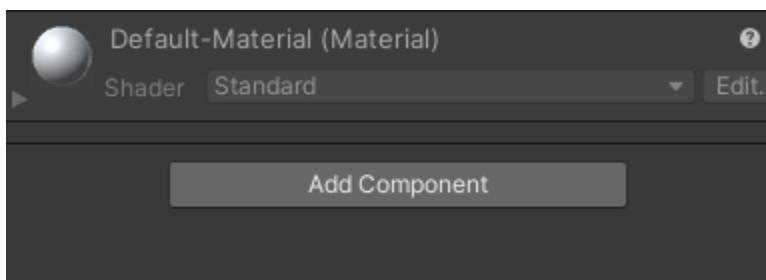 Default-Material (Material)
Shader Standard Edit..
Add Component